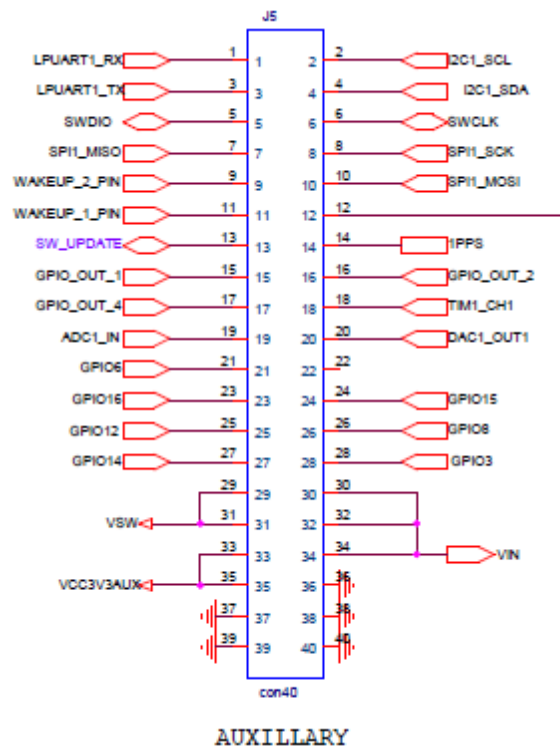 J5
LPUART1_RX 1 1 2 2 I2C1_SCL
LPUART1_TX 3 3 4 4 I2C1_SDA
SWDIO 5 5 6 6 SWCLK
SPI1_MISO 7 7 8 8 SPI1_SCK
WAKEUP_2_PIN 9 9 10 10 SPI1_MOSI
WAKEUP_1_PIN 11 11 12 12
SW_UPDATE 13 13 14 14 1PPS
GPIO_OUT_1 15 15 16 16 GPIO_OUT_2
GPIO_OUT_4 17 17 18 18 TIM1_CH1
ADC1_IN 19 19 20 20 DAC1_OUT1
GPIO6 21 21 22 22
GPIO16 23 23 24 24 GPIO15
GPIO12 25 25 26 26 GPIO8
GPIO14 27 27 28 28 GPIO3
29 29 30 30
VSW 31 31 32 32
33 33 34 34 VIN
VCC3V3AUX 35 35 36 36
37 37 38 38
39 39 40 40
con40
AUXILLARY